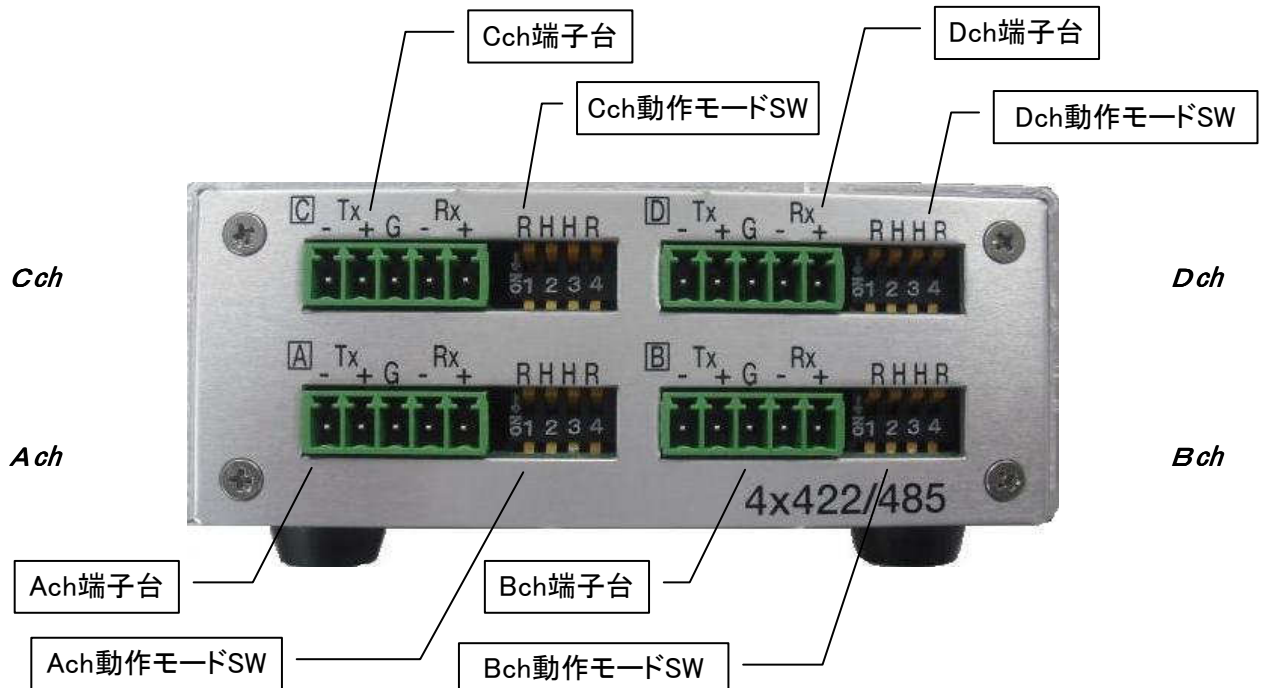 Cch端子台
Dch端子台
Cch動作モードSW
Dch動作モードSW
C Tx Rx
- + G - +
R H H R
D Tx Rx
- + G - +
R H H R
Cch
ON 1 2 3 4
ON 1 2 3 4
Dch
A Tx Rx
- + G - +
R H H R
B Tx Rx
- + G - +
R H H R
Ach
ON 1 2 3 4
ON 1 2 3 4
Bch
4x422/485
Ach端子台
Bch端子台
Ach動作モードSW
Bch動作モードSW